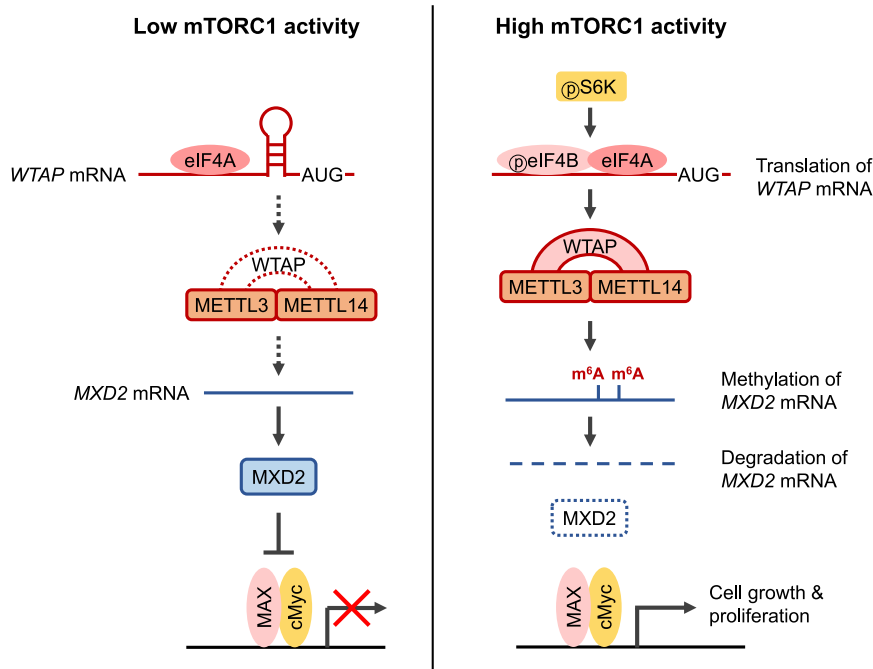 Low mTORC1 activity
eIF4A
WTAP mRNA
AUG
WTAP
METTL3
METTL14
MXD2 mRNA
MXD2
MAX
cMyc
High mTORC1 activity
pS6K
peIF4B
eIF4A
AUG
Translation of
WTAP mRNA
WTAP
METTL3
METTL14
m⁶A m⁶A
Methylation of
MXD2 mRNA
Degradation of
MXD2 mRNA
MXD2
MAX
cMyc
Cell growth &
proliferation